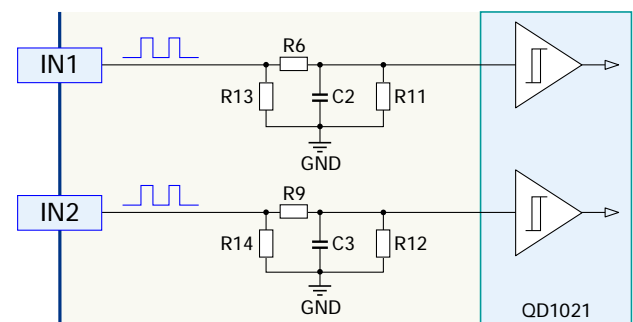 R6
IN1
R13
C2
R11
GND
R9
IN2
R14
C3
R12
GND
QD1021